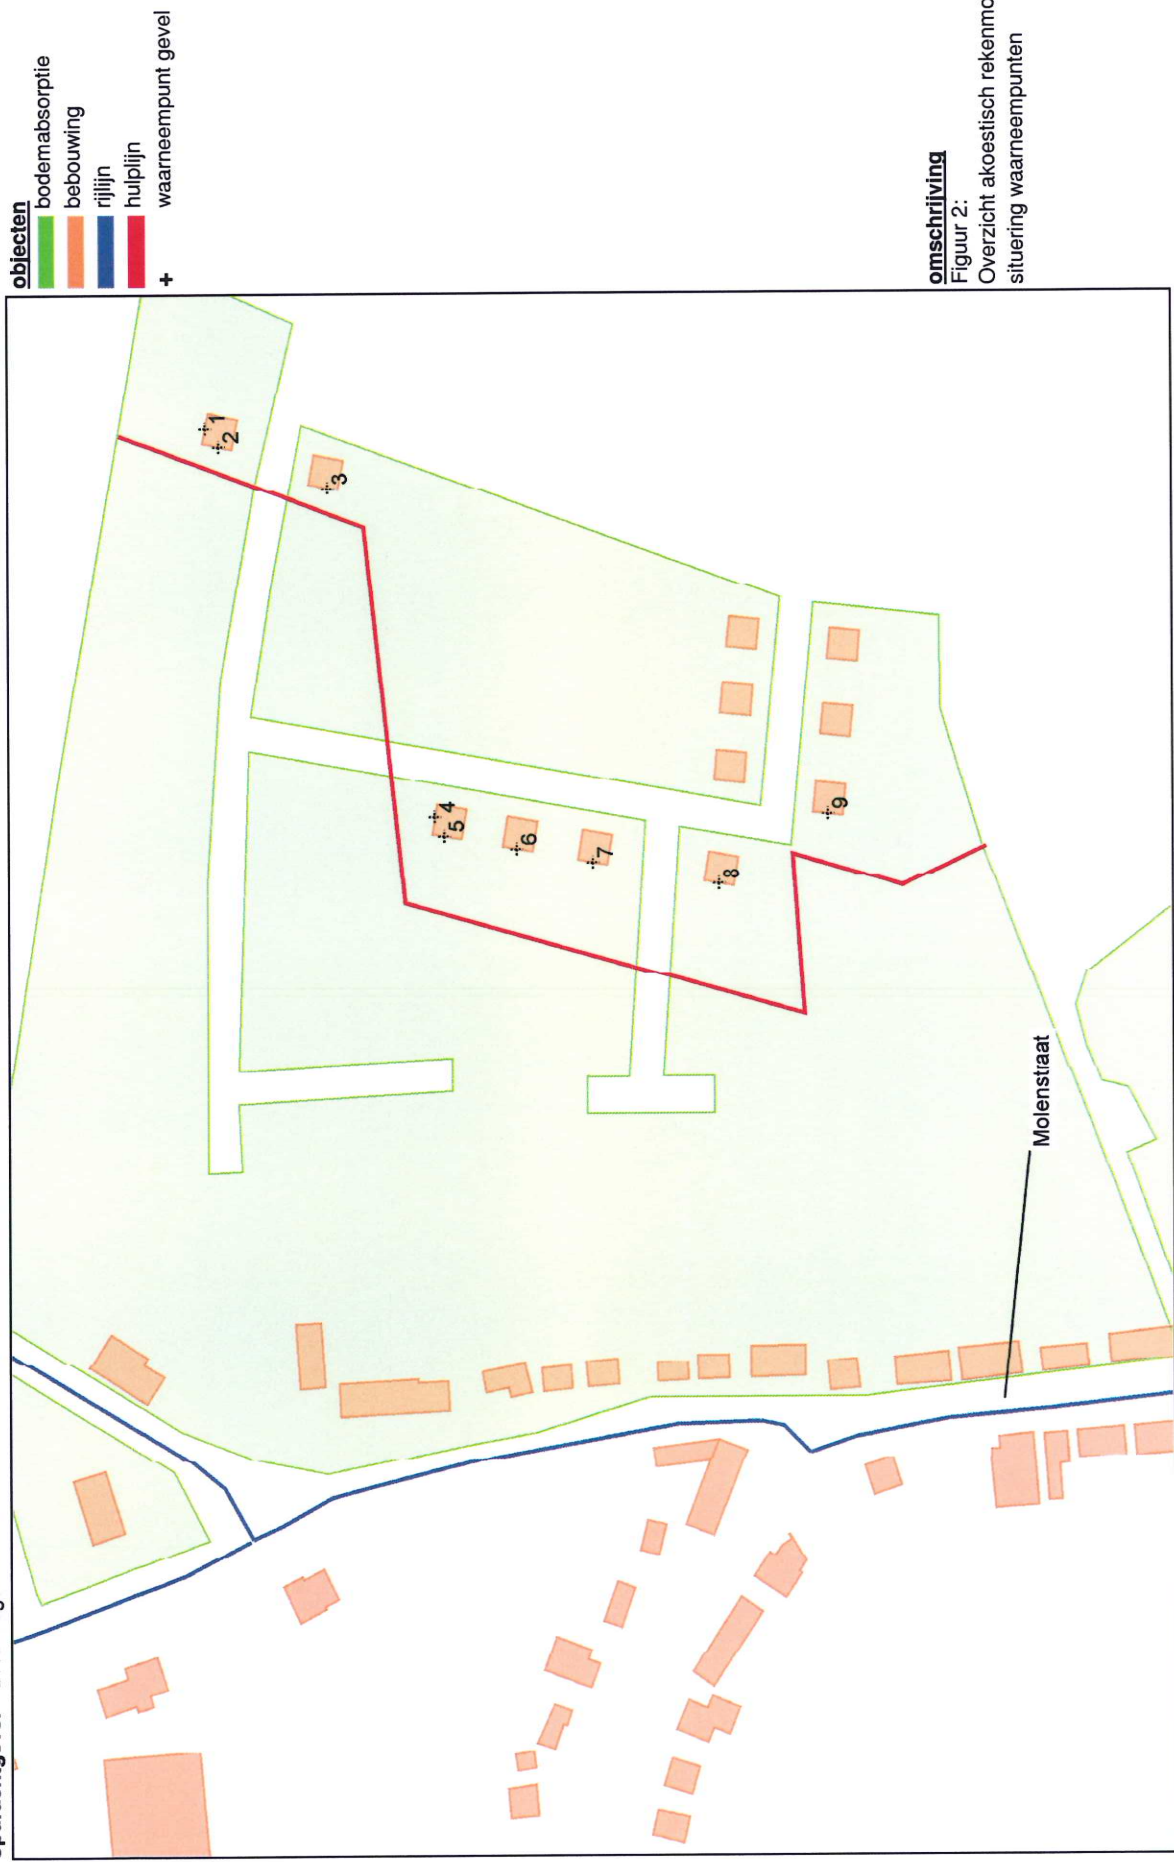 objecten
bodemabsorptie
bebouwing
rijlijn
hulplijn
+ waarneempunt gevel
omschrijving
Figuur 2:
Overzicht akoestisch rekenmo
situering waarneempunten
1
2
3
4
5
6
7
8
9
Molenstraat